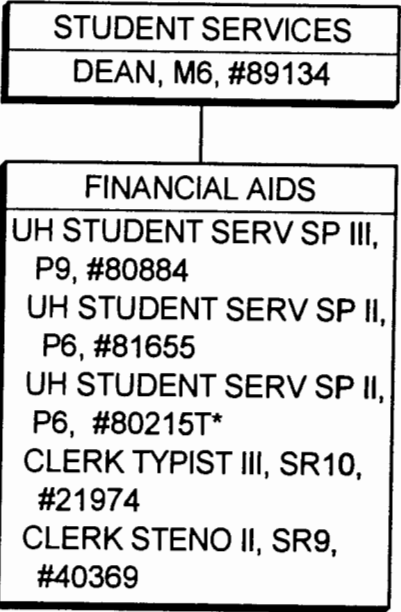 STUDENT SERVICES
DEAN, M6, #89134
FINANCIAL AIDS
UH STUDENT SERV SP III,
P9, #80884
UH STUDENT SERV SP II,
P6, #81655
UH STUDENT SERV SP II,
P6, #80215T*
CLERK TYPIST III, SR10,
#21974
CLERK STENO II, SR9,
#40369